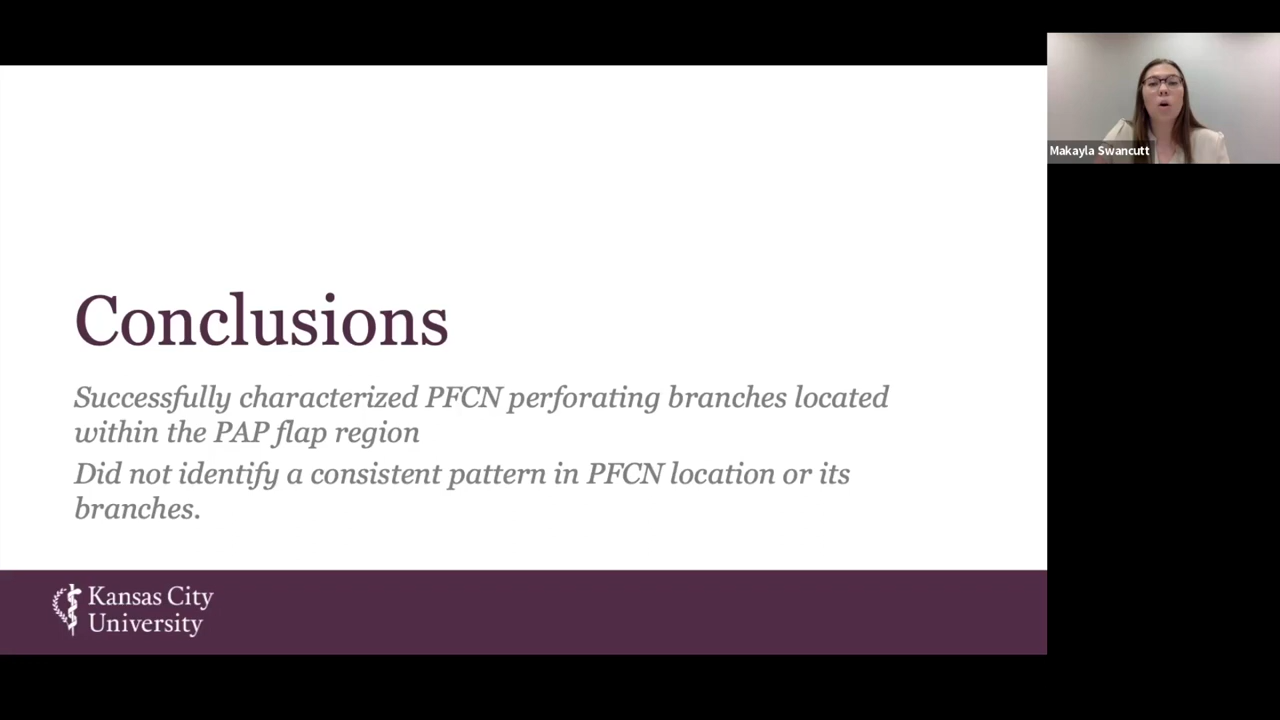 Makayla Swancutt
Conclusions
Successfully characterized PFCN perforating branches located
within the PAP flap region
Did not identify a consistent pattern in PFCN location or its
branches.
Kansas City
University